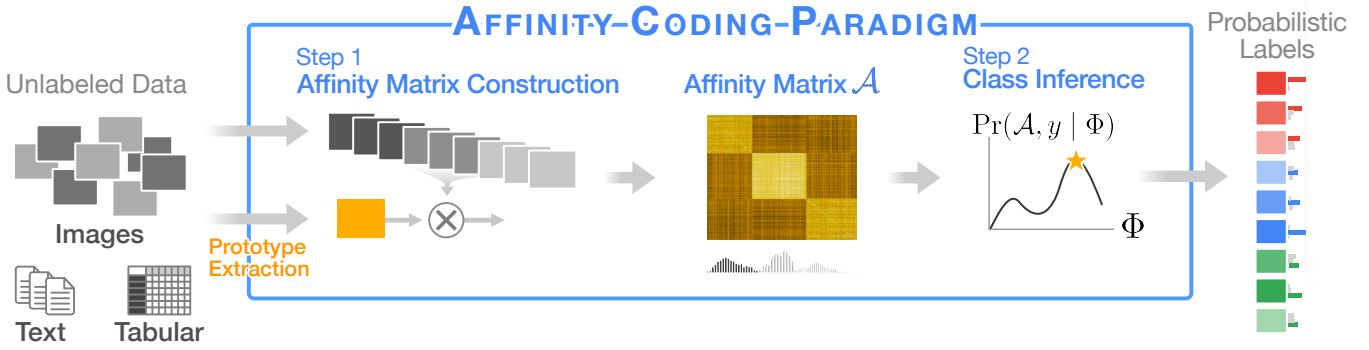 AFFINITY CODING PARADIGM
Unlabeled Data
Images
Text
Tabular
Prototype
Extraction
Step 1
Affinity Matrix Construction
Affinity Matrix 𝒜
Step 2
Class Inference
Pr(𝒜, y | Φ)
Φ
Probabilistic
Labels